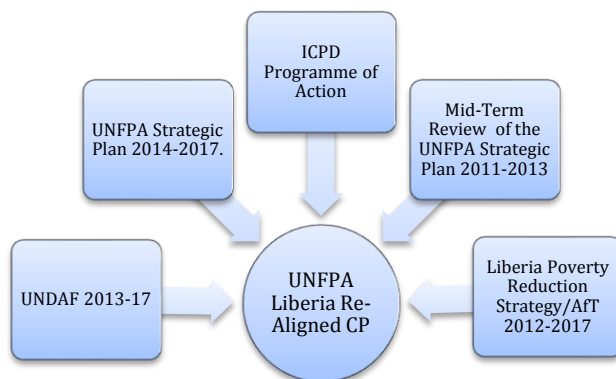 ICPD
Programme of
Action
UNFPA Strategic
Plan 2014-2017.
Mid-Term
Review of the
UNFPA Strategic
Plan 2011-2013
UNDAF 2013-17
UNFPA
Liberia Re-
Aligned CP
Liberia Poverty
Reduction
Strategy/AfT
2012-2017